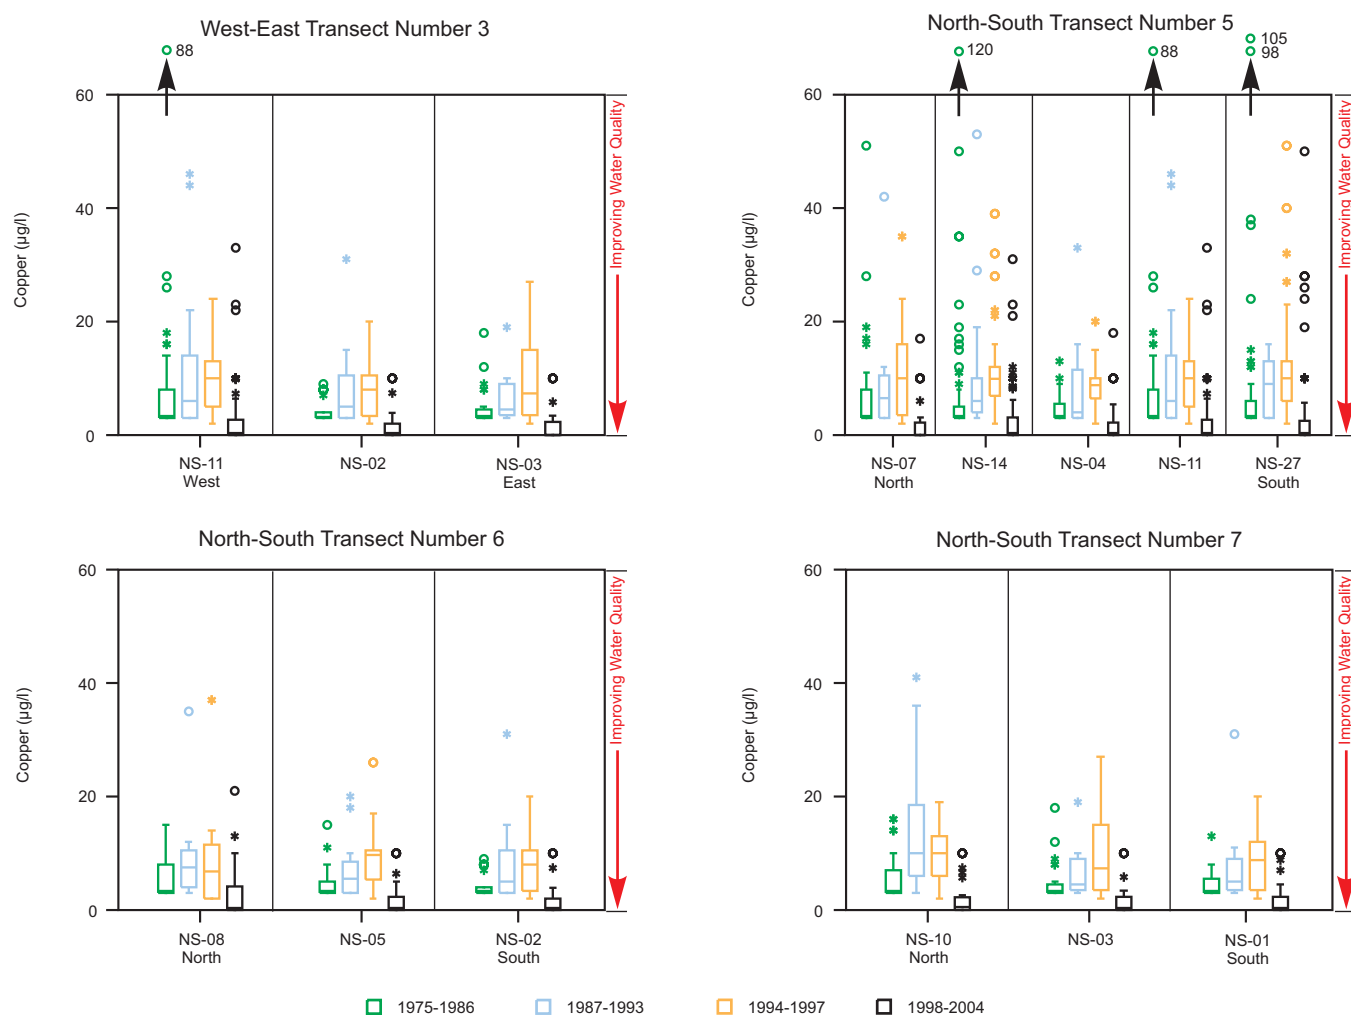 West-East Transect Number 3
88
60
40
20
0
Copper (µg/l)
Improving Water Quality
NS-11
West
NS-02
NS-03
East
North-South Transect Number 5
120
88
105
98
60
40
20
0
Copper (µg/l)
Improving Water Quality
NS-07
North
NS-14
NS-04
NS-11
NS-27
South
North-South Transect Number 6
60
40
20
0
Copper (µg/l)
Improving Water Quality
NS-08
North
NS-05
NS-02
South
North-South Transect Number 7
60
40
20
0
Copper (µg/l)
Improving Water Quality
NS-10
North
NS-03
NS-01
South
1975-1986
1987-1993
1994-1997
1998-2004